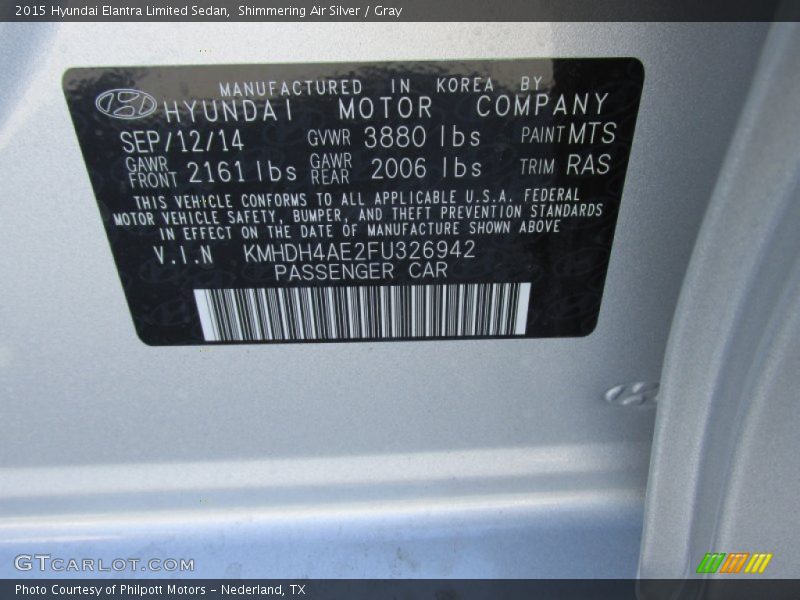 2015 Hyundai Elantra Limited Sedan,  Shimmering Air Silver / Gray
MANUFACTURED IN KOREA BY
HYUNDAI MOTOR COMPANY
SEP/12/14 GVWR 3880 lbs PAINT MTS
GAWR FRONT 2161 lbs GAWR REAR 2006 lbs TRIM RAS
THIS VEHICLE CONFORMS TO ALL APPLICABLE U.S.A. FEDERAL
MOTOR VEHICLE SAFETY, BUMPER, AND THEFT PREVENTION STANDARDS
IN EFFECT ON THE DATE OF MANUFACTURE SHOWN ABOVE
V.I.N KMHDH4AE2FU326942
PASSENGER CAR
GTCARLOT.COM
Photo Courtesy of Philpott Motors - Nederland, TX